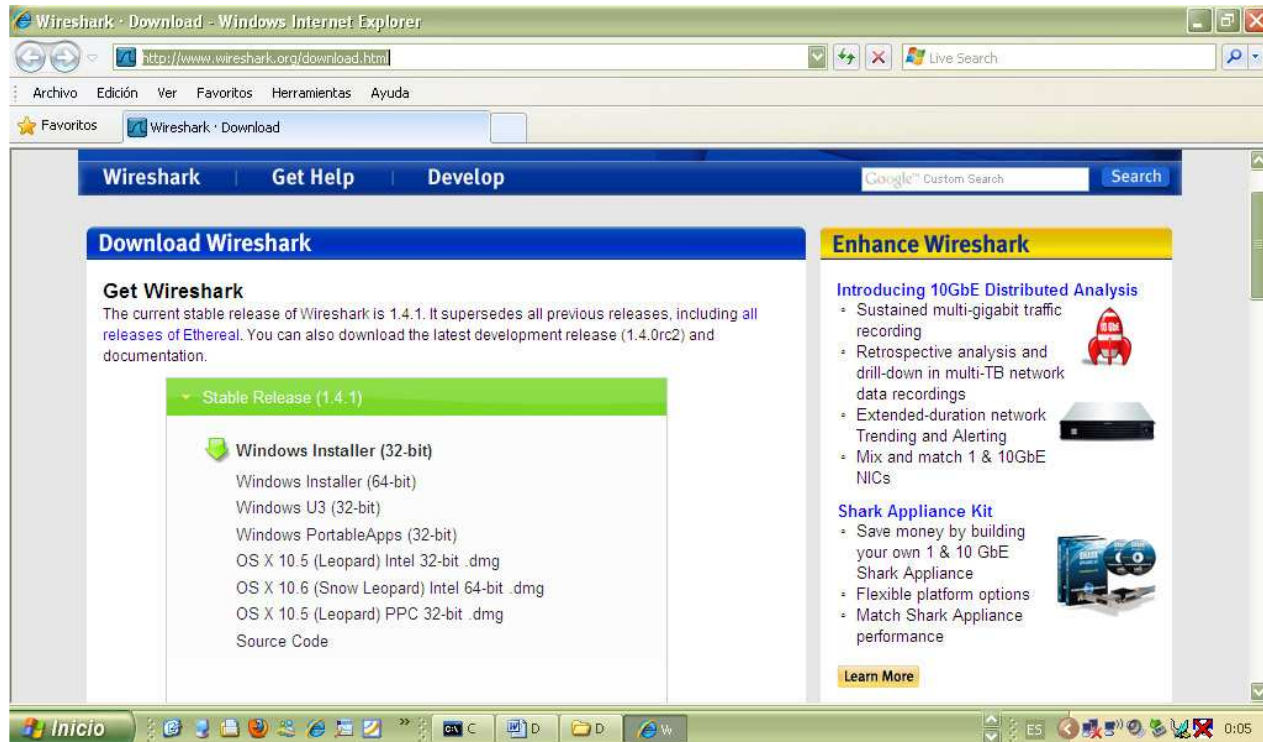 Wireshark · Download - Windows Internet Explorer
http://www.wireshark.org/download.html
Live Search
Archivo Edición Ver Favoritos Herramientas Ayuda
Favoritos
Wireshark · Download
Wireshark
Get Help
Develop
Google™ Custom Search
Search
Download Wireshark
Get Wireshark
The current stable release of Wireshark is 1.4.1. It supersedes all previous releases, including all
releases of Ethereal. You can also download the latest development release (1.4.0rc2) and
documentation.
Stable Release (1.4.1)
Windows Installer (32-bit)
Windows Installer (64-bit)
Windows U3 (32-bit)
Windows PortableApps (32-bit)
OS X 10.5 (Leopard) Intel 32-bit .dmg
OS X 10.6 (Snow Leopard) Intel 64-bit .dmg
OS X 10.5 (Leopard) PPC 32-bit .dmg
Source Code
Enhance Wireshark
Introducing 10GbE Distributed Analysis
Sustained multi-gigabit traffic
recording
Retrospective analysis and
drill-down in multi-TB network
data recordings
Extended-duration network
Trending and Alerting
Mix and match 1 & 10GbE
NICs
Shark Appliance Kit
Save money by building
your own 1 & 10 GbE
Shark Appliance
Flexible platform options
Match Shark Appliance
performance
Learn More
Inicio
C
D
D
W
ES
0:05